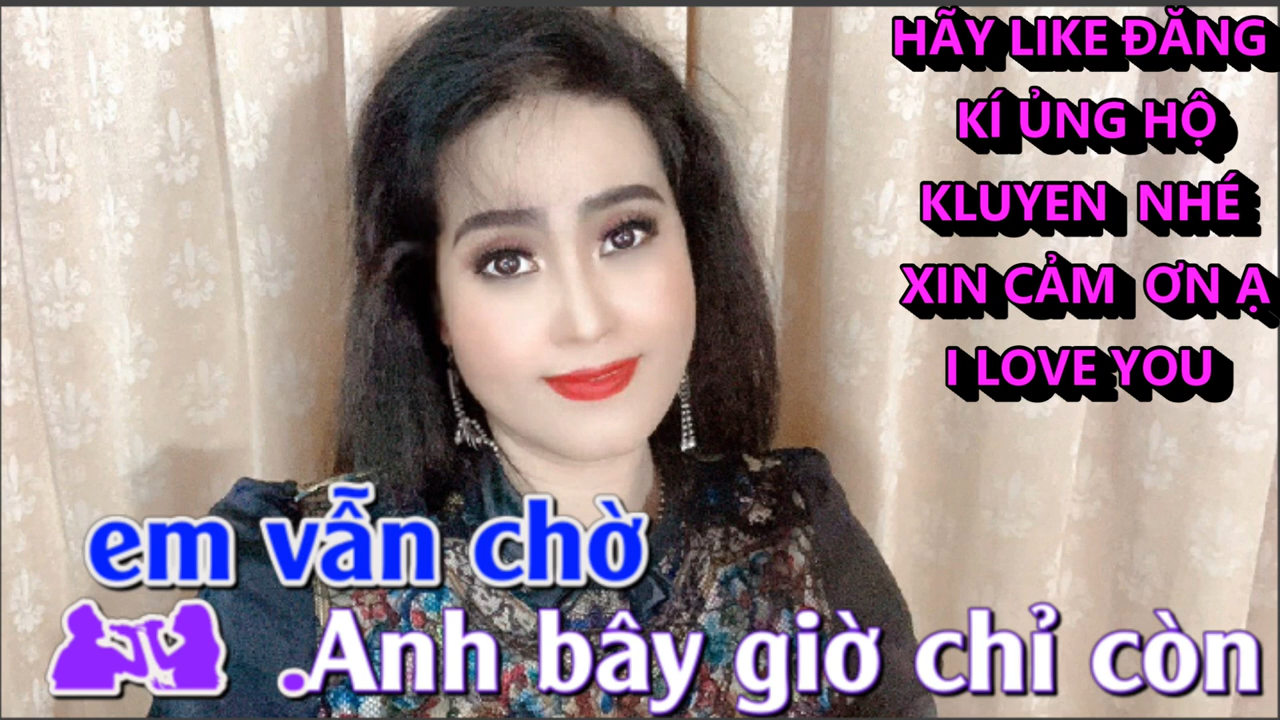 HÃY LIKE ĐĂNG
KÍ ỦNG HỘ
KLUYEN NHÉ
XIN CẢM ƠN Ạ
I LOVE YOU
em vẫn chờ
.Anh bây giờ chỉ còn